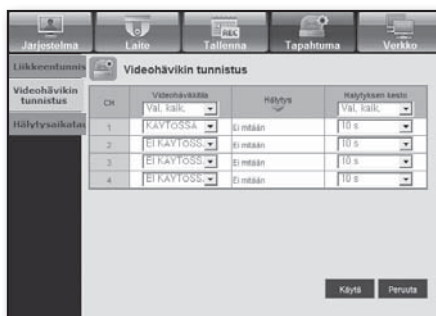 Järjestelmä Laite Tallenna Tapahtuma Verkko
REC
Liikkeentunnis
Videohävikin tunnistus
Videohävikin
tunnistus
Hälytysaikatau
CH Videohävikkitila Hälytys Hälytyksen kesto
Val. kaik. Val. kaik.
1 KÄYTÖSSÄ Ei mitään 10 s
2 EI KÄYTÖSS. Ei mitään 10 s
3 EI KÄYTÖSS. Ei mitään 10 s
4 EI KÄYTÖSS. Ei mitään 10 s
Käytä Peruuta